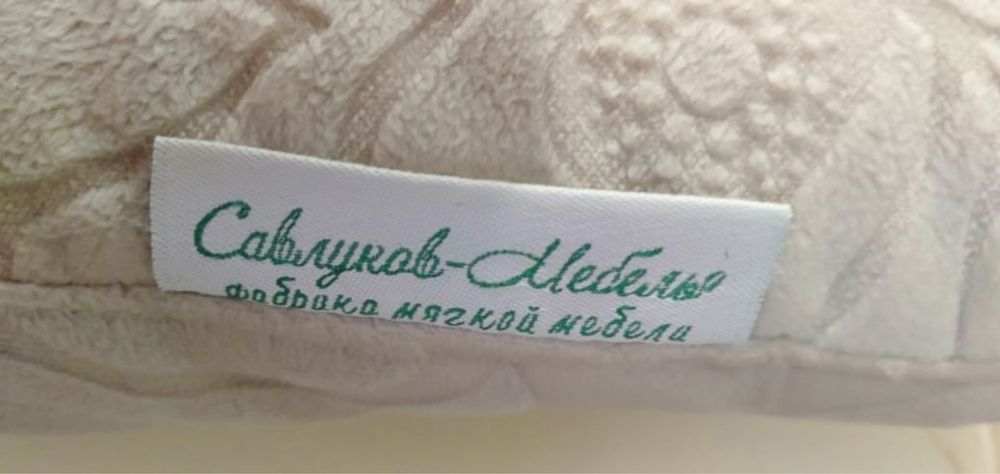 Савлуков-Мебель
фабрика мягкой мебели